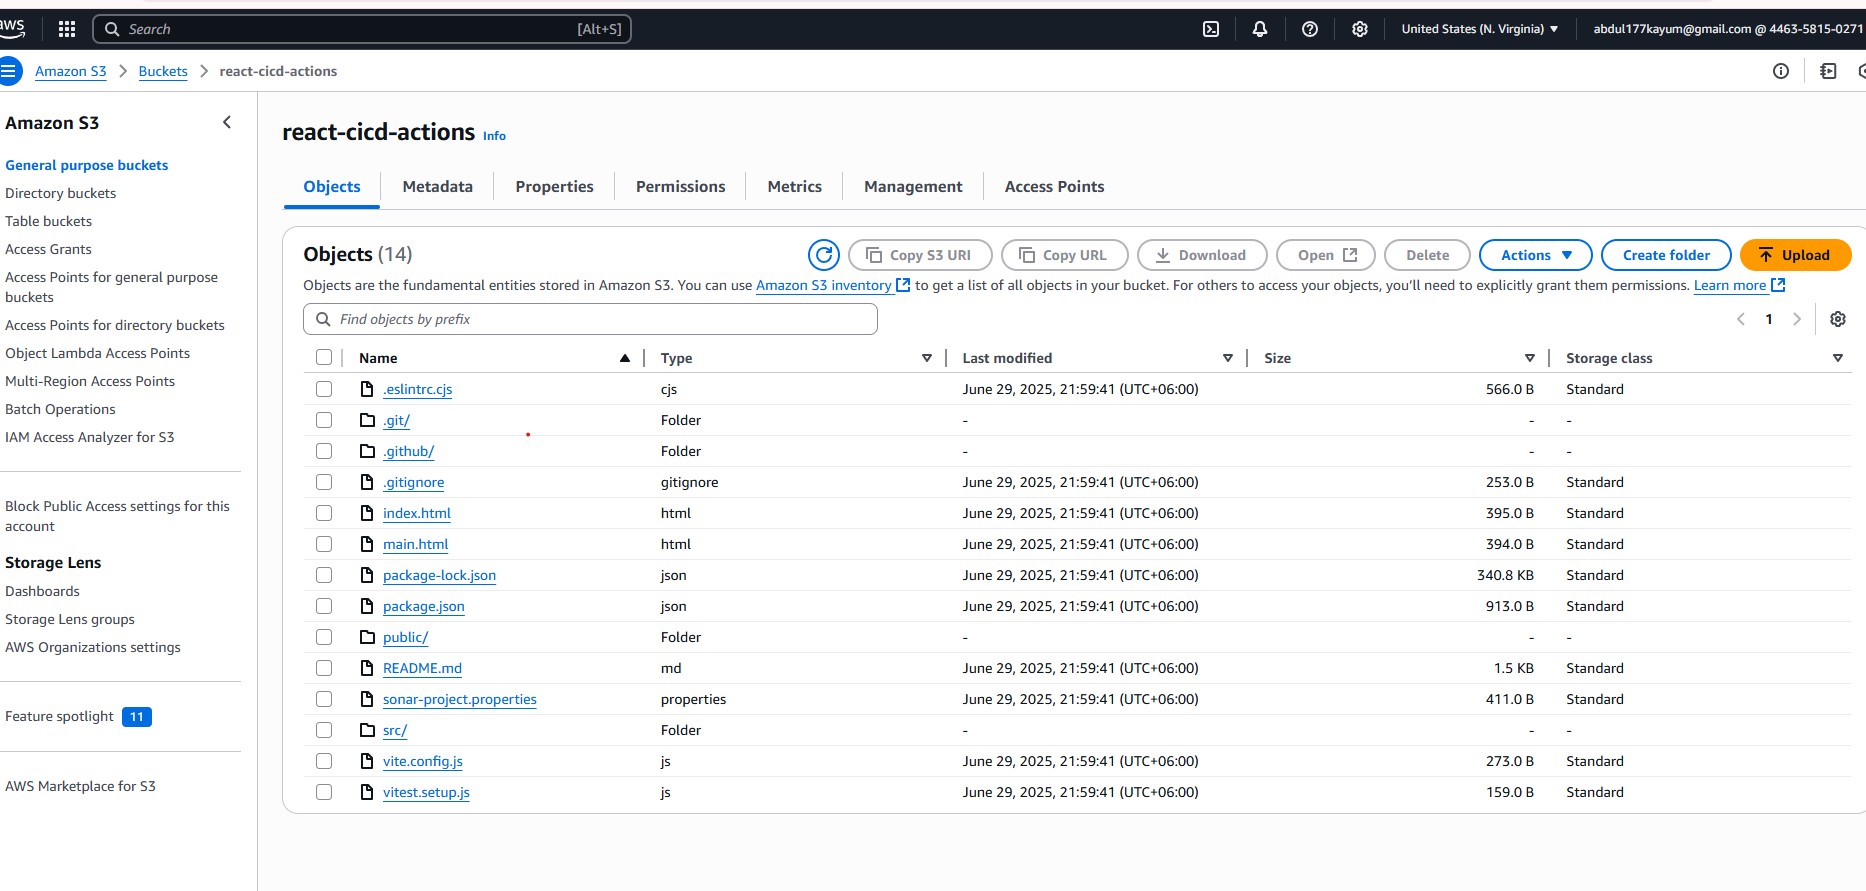 aws
Search [Alt+S]
United States (N. Virginia)
abdul177kayum@gmail.com @ 4463-5815-0271
Amazon S3 Buckets react-cicd-actions
Amazon S3
General purpose buckets
Directory buckets
Table buckets
Access Grants
Access Points for general purpose
buckets
Access Points for directory buckets
Object Lambda Access Points
Multi-Region Access Points
Batch Operations
IAM Access Analyzer for S3
Block Public Access settings for this
account
Storage Lens
Dashboards
Storage Lens groups
AWS Organizations settings
Feature spotlight 11
AWS Marketplace for S3
react-cicd-actions Info
Objects Metadata Properties Permissions Metrics Management Access Points
Objects (14)
Copy S3 URI Copy URL Download Open Delete Actions Create folder Upload
Objects are the fundamental entities stored in Amazon S3. You can use Amazon S3 inventory to get a list of all objects in your bucket. For others to access your objects, you'll need to explicitly grant them permissions. Learn more
Find objects by prefix
1
Name Type Last modified Size Storage class
.eslintrc.cjs cjs June 29, 2025, 21:59:41 (UTC+06:00) 566.0 B Standard
.git/ Folder - - -
.github/ Folder - - -
.gitignore gitignore June 29, 2025, 21:59:41 (UTC+06:00) 253.0 B Standard
index.html html June 29, 2025, 21:59:41 (UTC+06:00) 395.0 B Standard
main.html html June 29, 2025, 21:59:41 (UTC+06:00) 394.0 B Standard
package-lock.json json June 29, 2025, 21:59:41 (UTC+06:00) 340.8 KB Standard
package.json json June 29, 2025, 21:59:41 (UTC+06:00) 913.0 B Standard
public/ Folder - - -
README.md md June 29, 2025, 21:59:41 (UTC+06:00) 1.5 KB Standard
sonar-project.properties properties June 29, 2025, 21:59:41 (UTC+06:00) 411.0 B Standard
src/ Folder - - -
vite.config.js js June 29, 2025, 21:59:41 (UTC+06:00) 273.0 B Standard
vitest.setup.js js June 29, 2025, 21:59:41 (UTC+06:00) 159.0 B Standard